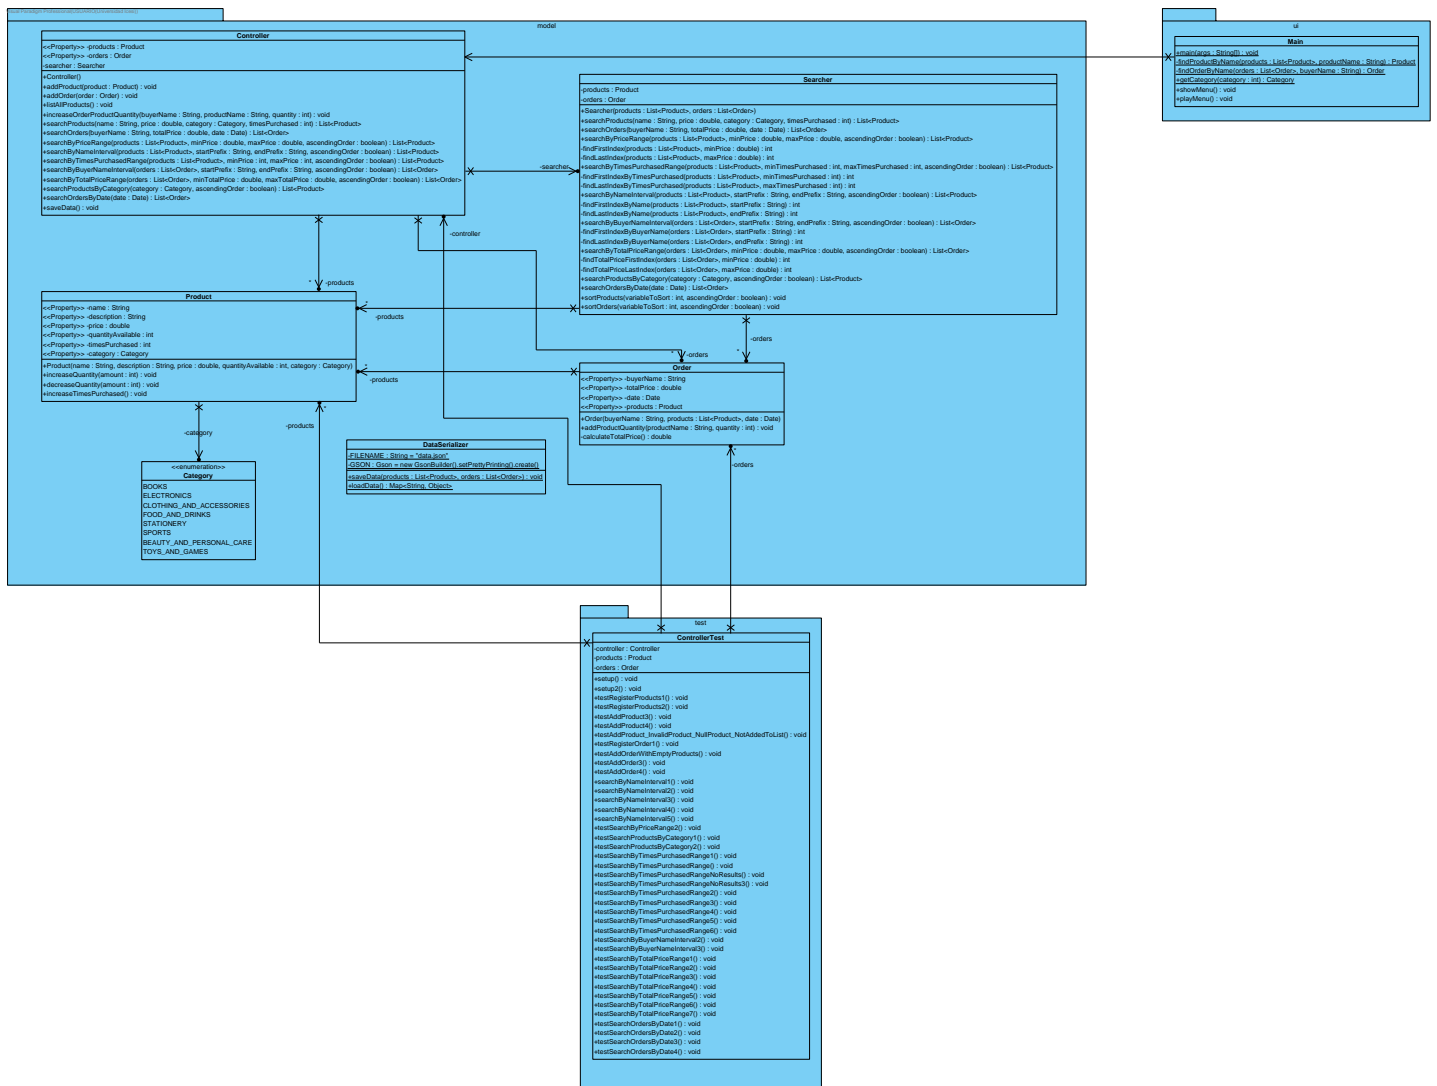 model
Controller
<<Property>> -products : Product
<<Property>> -orders : Order
-searcher : Searcher
+Controller()
+addProduct(product : Product) : void
+addOrder(order : Order) : void
+listAllProducts() : void
+increaseOrderProductQuantity(buyerName : String, productName : String, quantity : int) : void
+searchProducts(name : String, price : double, category : Category, timesPurchased : int) : List<Product>
+searchOrders(buyerName : String, totalPrice : double, date : Date) : List<Order>
+searchByPriceRange(products : List<Product>, minPrice : double, maxPrice : double, ascendingOrder : boolean) : List<Product>
+searchByNameInterval(products : List<Product>, startPrefix : String, endPrefix : String, ascendingOrder : boolean) : List<Product>
+searchByTimesPurchasedRange(products : List<Product>, minPrice : int, maxPrice : int, ascendingOrder : boolean) : List<Product>
+searchByBuyerNameInterval(orders : List<Order>, startPrefix : String, endPrefix : String, ascendingOrder : boolean) : List<Order>
+searchByTotalPriceRange(orders : List<Order>, minTotalPrice : double, maxTotalPrice : double, ascendingOrder : boolean) : List<Order>
+searchProductsByCategory(category : Category, ascendingOrder : boolean) : List<Product>
+searchOrdersByDate(date : Date) : List<Order>
+saveData() : void
Searcher
-products : Product
-orders : Order
+Searcher(products : List<Product>, orders : List<Order>)
+searchProducts(name : String, price : double, category : Category, timesPurchased : int) : List<Product>
+searchOrders(buyerName : String, totalPrice : double, date : Date) : List<Order>
+searchByPriceRange(products : List<Product>, minPrice : double, maxPrice : double, ascendingOrder : boolean) : List<Product>
-findFirstIndex(products : List<Product>, minPrice : double) : int
-findLastIndex(products : List<Product>, maxPrice : double) : int
+searchByTimesPurchasedRange(products : List<Product>, minTimesPurchased : int, maxTimesPurchased : int, ascendingOrder : boolean) : List<Product>
-findFirstIndexByTimesPurchased(products : List<Product>, minTimesPurchased : int) : int
-findLastIndexByTimesPurchased(products : List<Product>, maxTimesPurchased : int) : int
+searchByNameInterval(products : List<Product>, startPrefix : String, endPrefix : String, ascendingOrder : boolean) : List<Product>
-findFirstIndexByName(products : List<Product>, startPrefix : String) : int
-findLastIndexByName(products : List<Product>, endPrefix : String) : int
+searchByBuyerNameInterval(orders : List<Order>, startPrefix : String, endPrefix : String, ascendingOrder : boolean) : List<Order>
-findFirstIndexByBuyerName(orders : List<Order>, startPrefix : String) : int
-findLastIndexByBuyerName(orders : List<Order>, endPrefix : String) : int
+searchByTotalPriceRange(orders : List<Order>, minPrice : double, maxPrice : double, ascendingOrder : boolean) : List<Order>
-findTotalPriceFirstIndex(orders : List<Order>, minPrice : double) : int
-findTotalPriceLastIndex(orders : List<Order>, maxPrice : double) : int
+searchProductsByCategory(category : Category, ascendingOrder : boolean) : List<Product>
+searchOrdersByDate(date : Date) : List<Order>
+sortProducts(variableToSort : int, ascendingOrder : boolean) : void
+sortOrders(variableToSort : int, ascendingOrder : boolean) : void
-searcher
-controller
* -products
Product
<<Property>> -name : String
<<Property>> -description : String
<<Property>> -price : double
<<Property>> -quantityAvailable : int
<<Property>> -timesPurchased : int
<<Property>> -category : Category
+Product(name : String, description : String, price : double, quantityAvailable : int, category : Category)
+increaseQuantity(amount : int) : void
+decreaseQuantity(amount : int) : void
+increaseTimesPurchased() : void
*
-products
-orders
*
* -orders
*
-products
Order
<<Property>> -buyerName : String
<<Property>> -totalPrice : double
<<Property>> -date : Date
<<Property>> -products : Product
+Order(buyerName : String, products : List<Product>, date : Date)
+addProductQuantity(productName : String, quantity : int) : void
-calculateTotalPrice() : double
-category
*
-products
*
-orders
<<enumeration>>
Category
BOOKS
ELECTRONICS
CLOTHING_AND_ACCESSORIES
FOOD_AND_DRINKS
STATIONERY
SPORTS
BEAUTY_AND_PERSONAL_CARE
TOYS_AND_GAMES
DataSerializer
-FILENAME : String = "data.json"
-GSON : Gson = new GsonBuilder().setPrettyPrinting().create()
+saveData(products : List<Product>, orders : List<Order>) : void
+loadData() : Map<String, Object>
ui
Main
+main(args : String[]) : void
-findProductByName(products : List<Product>, productName : String) : Product
-findOrderByName(orders : List<Order>, buyerName : String) : Order
+getCategory(category : int) : Category
+showMenu() : void
+playMenu() : void
test
ControllerTest
-controller : Controller
-products : Product
-orders : Order
+setup() : void
+setup2() : void
+testRegisterProducts1() : void
+testRegisterProducts2() : void
+testAddProduct3() : void
+testAddProduct4() : void
+testAddProduct_InvalidProduct_NullProduct_NotAddedToList() : void
+testRegisterOrder1() : void
+testAddOrderWithEmptyProducts() : void
+testAddOrder3() : void
+testAddOrder4() : void
+searchByNameInterval1() : void
+searchByNameInterval2() : void
+searchByNameInterval3() : void
+searchByNameInterval4() : void
+searchByNameInterval5() : void
+testSearchByPriceRange2() : void
+testSearchProductsByCategory1() : void
+testSearchProductsByCategory2() : void
+testSearchByTimesPurchasedRange1() : void
+testSearchByTimesPurchasedRange() : void
+testSearchByTimesPurchasedRangeNoResults() : void
+testSearchByTimesPurchasedRangeNoResults3() : void
+testSearchByTimesPurchasedRange2() : void
+testSearchByTimesPurchasedRange3() : void
+testSearchByTimesPurchasedRange4() : void
+testSearchByTimesPurchasedRange5() : void
+testSearchByTimesPurchasedRange6() : void
+testSearchByBuyerNameInterval2() : void
+testSearchByBuyerNameInterval3() : void
+testSearchByTotalPriceRange1() : void
+testSearchByTotalPriceRange2() : void
+testSearchByTotalPriceRange3() : void
+testSearchByTotalPriceRange4() : void
+testSearchByTotalPriceRange5() : void
+testSearchByTotalPriceRange6() : void
+testSearchByTotalPriceRange7() : void
+testSearchOrdersByDate1() : void
+testSearchOrdersByDate2() : void
+testSearchOrdersByDate3() : void
+testSearchOrdersByDate4() : void